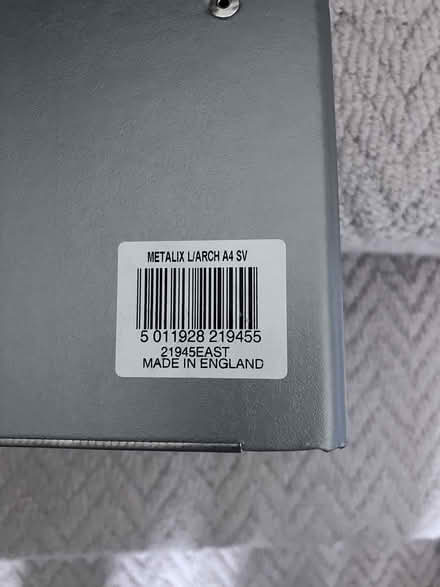 METALIX L/ARCH A4 SV
5 011928 219455
21945EAST
MADE IN ENGLAND